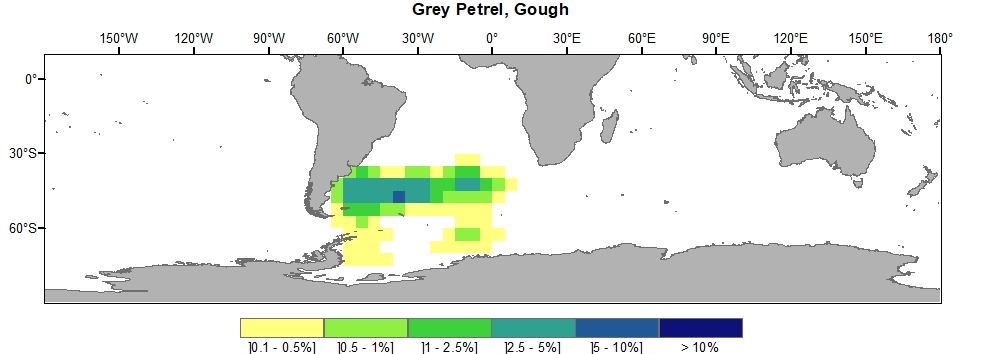 Grey Petrel, Gough
150°W 120°W 90°W 60°W 30°W 0° 30°E 60°E 90°E 120°E 150°E 180°
0°
30°S
60°S
]0.1 - 0.5%] ]0.5 - 1%] ]1 - 2.5%] ]2.5 - 5%] ]5 - 10%] > 10%